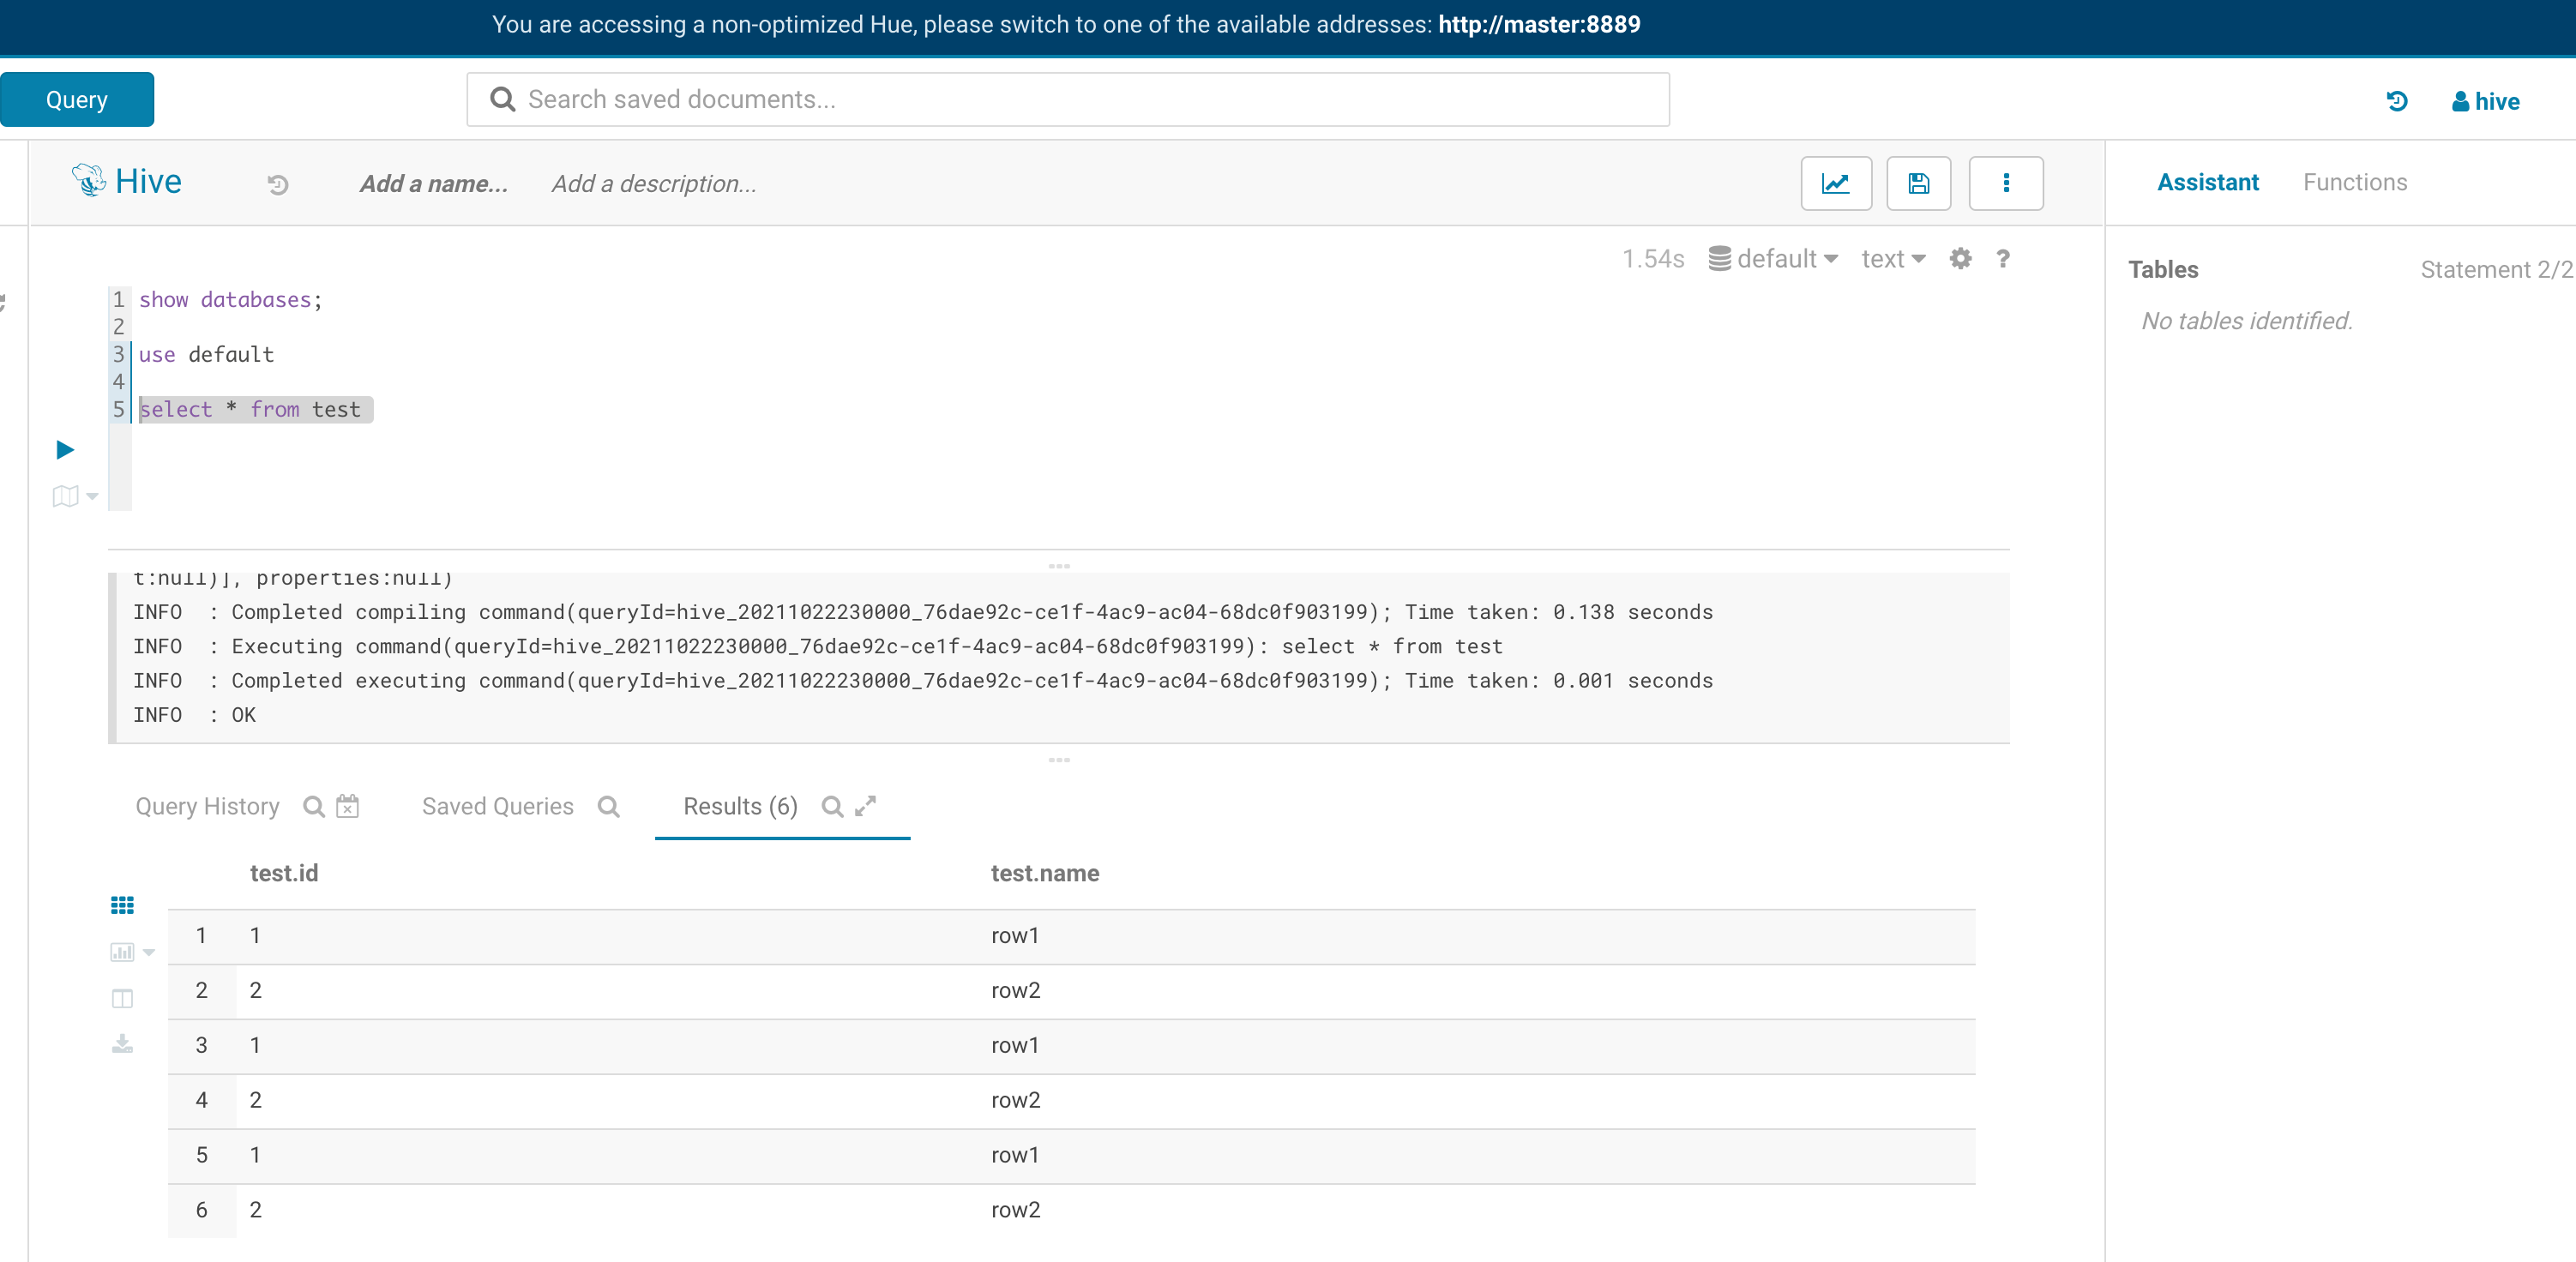 You are accessing a non-optimized Hue, please switch to one of the available addresses: http://master:8889
Query
Search saved documents...
hive
Hive
Add a name...
Add a description...
Assistant
Functions
1.54s
default
text
?
Tables
Statement 2/2
No tables identified.
1 show databases;
2
3 use default
4
5 select * from test
t:null)], properties:null)
INFO : Completed compiling command(queryId=hive_20211022230000_76dae92c-ce1f-4ac9-ac04-68dc0f903199); Time taken: 0.138 seconds
INFO : Executing command(queryId=hive_20211022230000_76dae92c-ce1f-4ac9-ac04-68dc0f903199): select * from test
INFO : Completed executing command(queryId=hive_20211022230000_76dae92c-ce1f-4ac9-ac04-68dc0f903199); Time taken: 0.001 seconds
INFO : OK
Query History
Saved Queries
Results (6)
test.id test.name
1 1 row1
2 2 row2
3 1 row1
4 2 row2
5 1 row1
6 2 row2